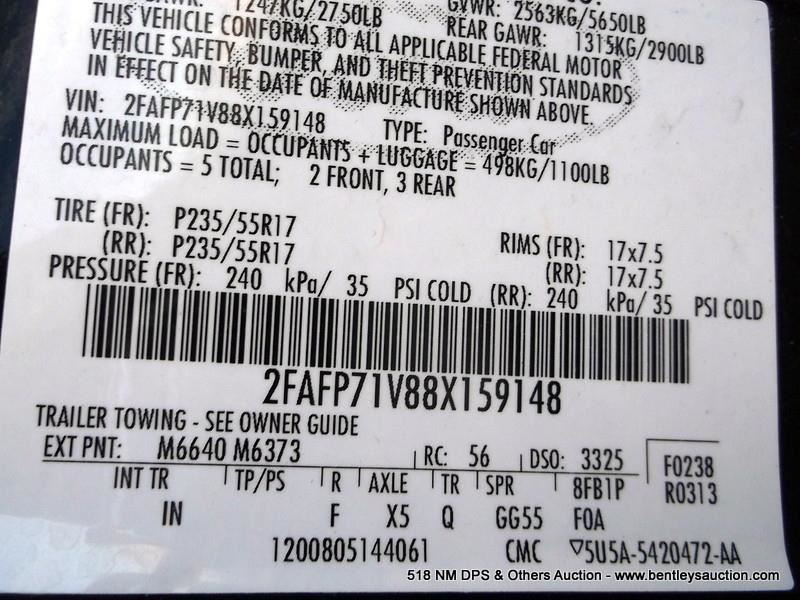 GVWR: 2563KG/5650LB
1247KG/2750LB REAR GAWR: 1315KG/2900LB
THIS VEHICLE CONFORMS TO ALL APPLICABLE FEDERAL MOTOR
VEHICLE SAFETY, BUMPER, AND THEFT PREVENTION STANDARDS
IN EFFECT ON THE DATE OF MANUFACTURE SHOWN ABOVE.
VIN: 2FAFP71V88X159148 TYPE: Passenger Car
MAXIMUM LOAD = OCCUPANTS + LUGGAGE = 498KG/1100LB
OCCUPANTS = 5 TOTAL; 2 FRONT, 3 REAR
TIRE (FR): P235/55R17 RIMS (FR): 17x7.5
(RR): P235/55R17 (RR): 17x7.5
PRESSURE (FR): 240 kPa/ 35 PSI COLD (RR): 240 kPa/ 35 PSI COLD
2FAFP71V88X159148
TRAILER TOWING - SEE OWNER GUIDE
EXT PNT: M6640 M6373 RC: 56 DSO: 3325 F0238
INT TR TP/PS R AXLE TR SPR 8FB1P R0313
IN F X5 Q GG55 F0A
1200805144061 CMC ▽5U5A-5420472-AA
518 NM DPS & Others Auction - www.bentleysauction.com